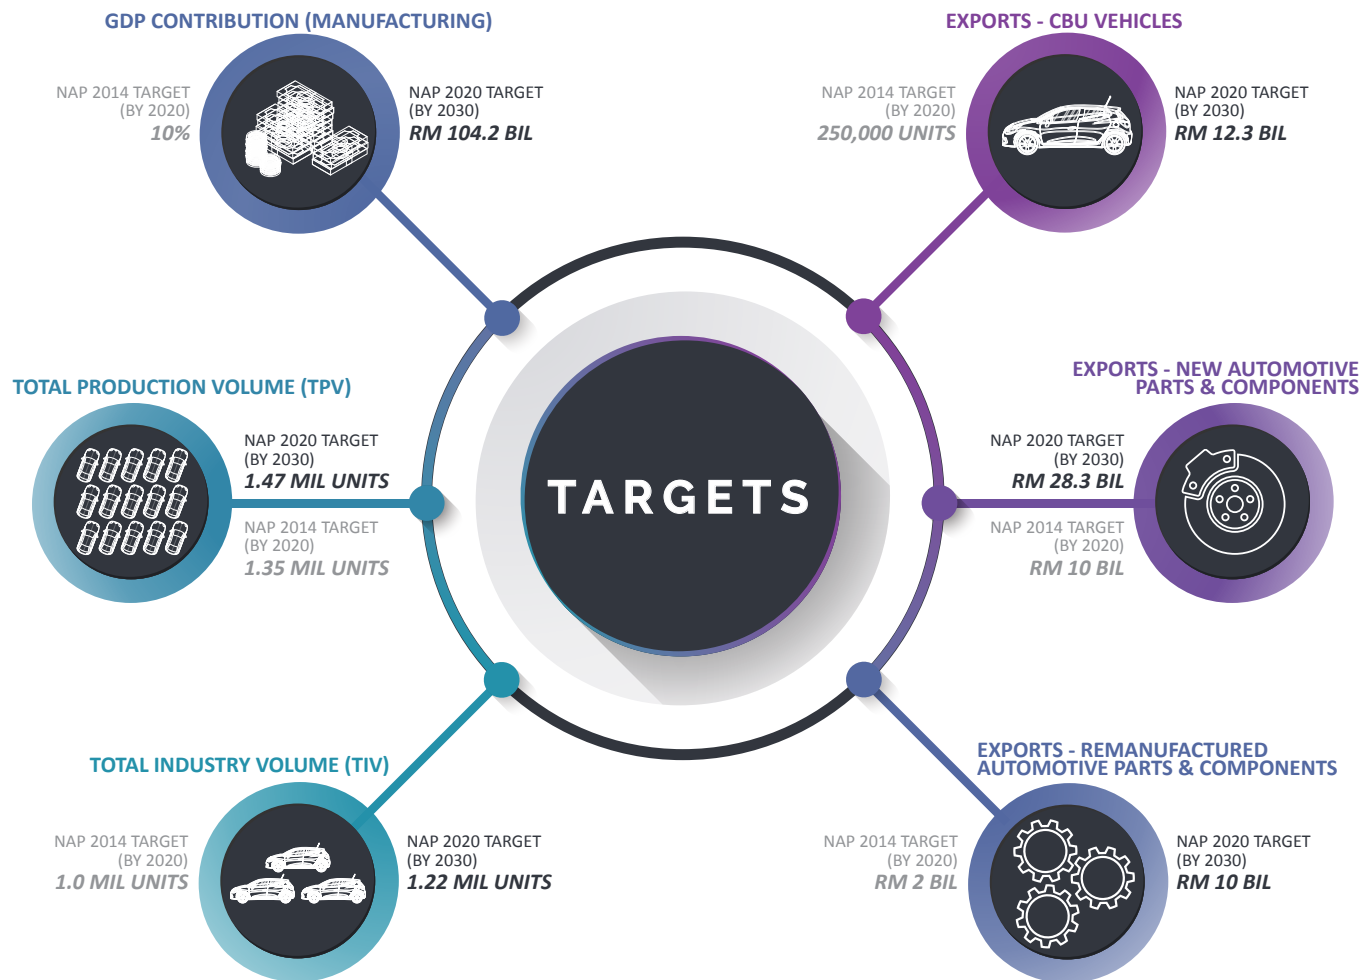 GDP CONTRIBUTION (MANUFACTURING)
NAP 2014 TARGET
(BY 2020)
10%
NAP 2020 TARGET
(BY 2030)
RM 104.2 BIL
EXPORTS - CBU VEHICLES
NAP 2014 TARGET
(BY 2020)
250,000 UNITS
NAP 2020 TARGET
(BY 2030)
RM 12.3 BIL
TOTAL PRODUCTION VOLUME (TPV)
NAP 2020 TARGET
(BY 2030)
1.47 MIL UNITS
NAP 2014 TARGET
(BY 2020)
1.35 MIL UNITS
TARGETS
EXPORTS - NEW AUTOMOTIVE
PARTS & COMPONENTS
NAP 2020 TARGET
(BY 2030)
RM 28.3 BIL
NAP 2014 TARGET
(BY 2020)
RM 10 BIL
TOTAL INDUSTRY VOLUME (TIV)
NAP 2014 TARGET
(BY 2020)
1.0 MIL UNITS
NAP 2020 TARGET
(BY 2030)
1.22 MIL UNITS
EXPORTS - REMANUFACTURED
AUTOMOTIVE PARTS & COMPONENTS
NAP 2014 TARGET
(BY 2020)
RM 2 BIL
NAP 2020 TARGET
(BY 2030)
RM 10 BIL